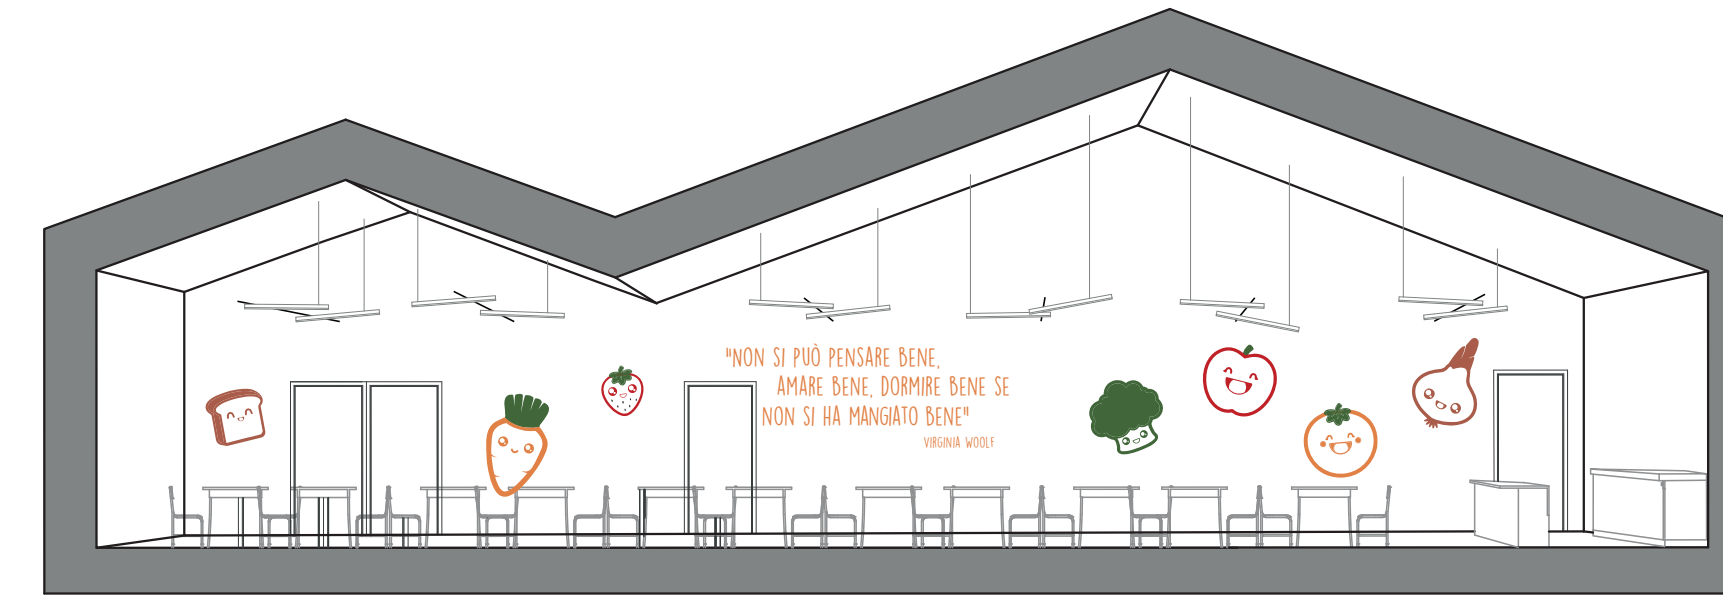 "NON SI PUÒ PENSARE BENE,
AMARE BENE, DORMIRE BENE SE
NON SI HA MANGIATO BENE"
VIRGINIA WOOLF